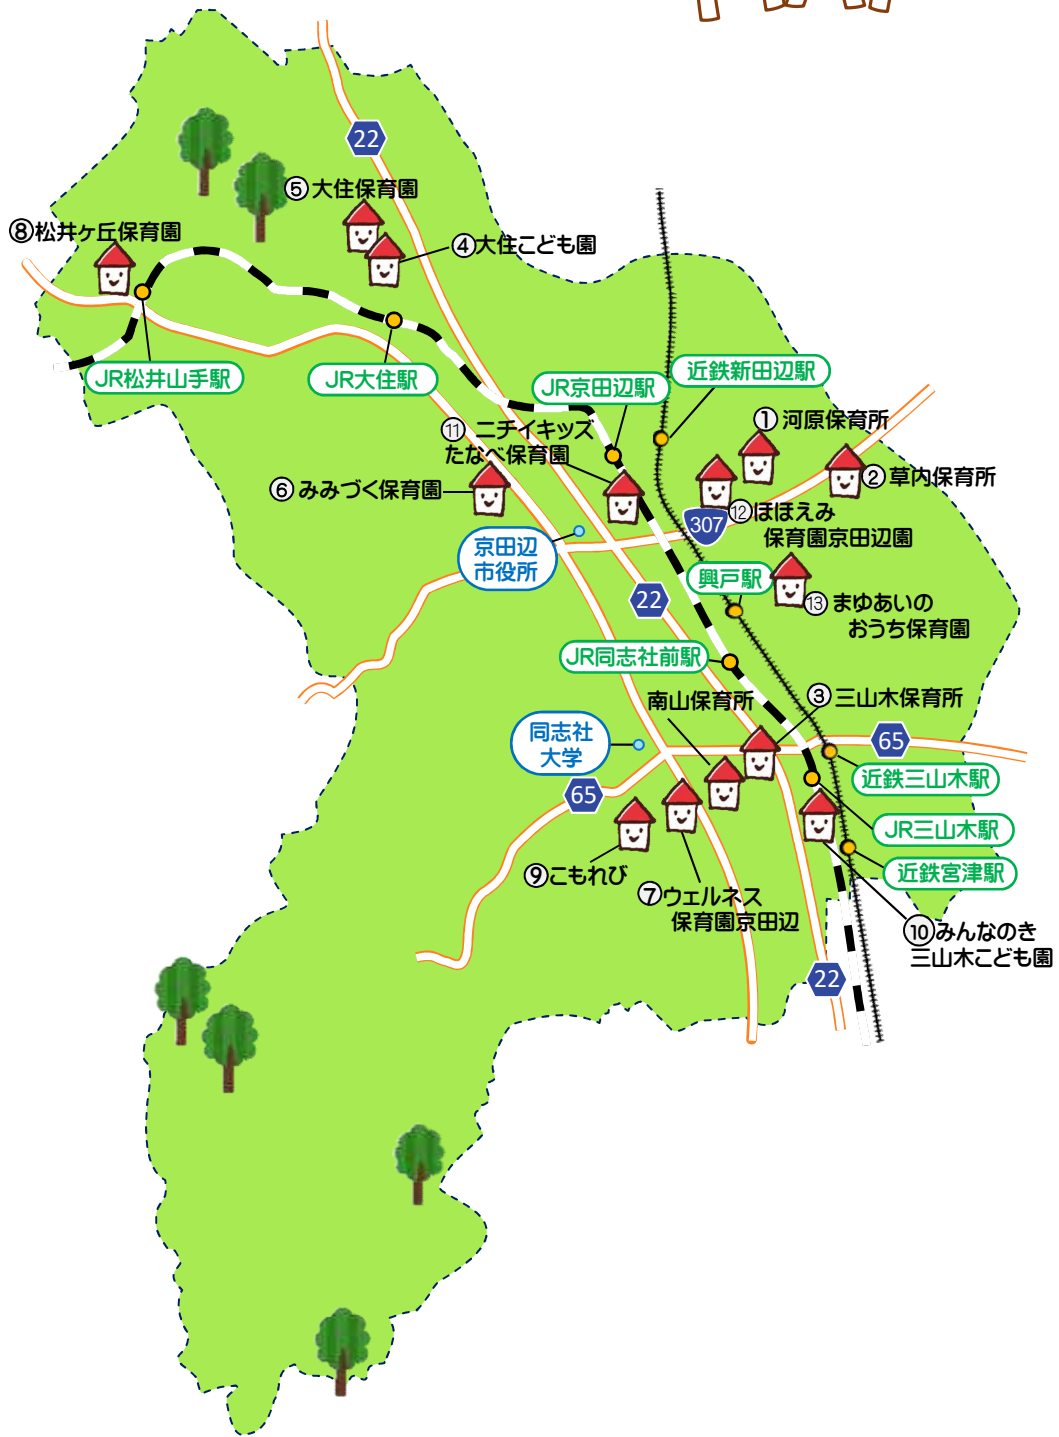 22
⑤大住保育園
⑧松井ヶ丘保育園
④大住こども園
JR松井山手駅
JR大住駅
JR京田辺駅
近鉄新田辺駅
①河原保育所
⑪ ニチイキッズ
たなべ保育園
②草内保育所
⑥みみづく保育園
307
⑫ほほえみ
保育園京田辺園
京田辺
市役所
興戸駅
22
⑬まゆあいの
おうち保育園
JR同志社前駅
南山保育所
③三山木保育所
同志社
大学
65
近鉄三山木駅
65
JR三山木駅
⑨こもれび
近鉄宮津駅
⑦ウェルネス
保育園京田辺
⑩みんなのき
三山木こども園
22